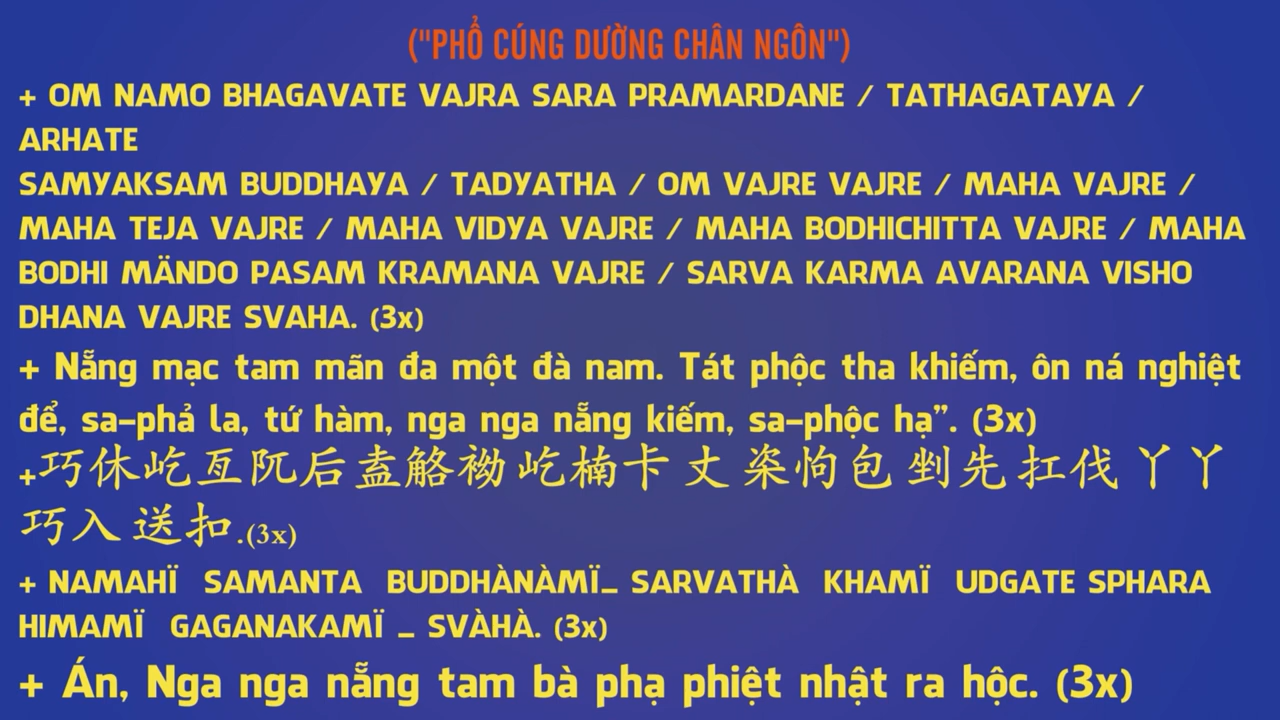 ("PHỔ CÚNG DƯỜNG CHÂN NGÔN")
+ OM NAMO BHAGAVATE VAJRA SARA PRAMARDANE / TATHAGATAYA /
ARHATE
SAMYAKSAM BUDDHAYA / TADYATHA / OM VAJRE VAJRE / MAHA VAJRE /
MAHA TEJA VAJRE / MAHA VIDYA VAJRE / MAHA BODHICHITTA VAJRE / MAHA
BODHI MÄNDO PASAM KRAMANA VAJRE / SARVA KARMA AVARANA VISHO
DHANA VAJRE SVAHA. (3x)
+ Nẵng mạc tam mãn đa một đà nam. Tát phộc tha khiếm, ôn ná nghiệt
để, sa-phả la, tứ hàm, nga nga nẵng kiếm, sa-phộc hạ”. (3x)
+巧休屹亙阮后盍觡袎屹楠卡丈楶怐包剉先扛伐丫丫
巧入送扣.(3x)
+ NAMAHÏ SAMANTA BUDDHÀNÀMÏ_ SARVATHÀ KHAMÏ UDGATE SPHARA
HIMAMÏ GAGANAKAMÏ _ SVÀHÀ. (3x)
+ Án, Nga nga nẵng tam bà phạ phiệt nhật ra hộc. (3x)